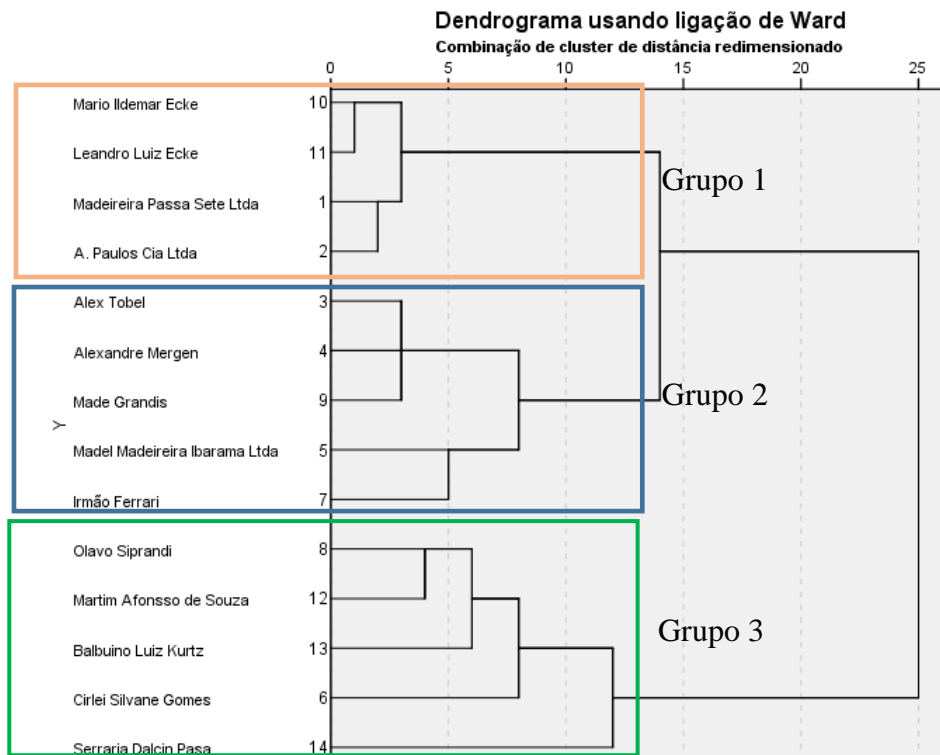 Dendrograma usando ligação de Ward
Combinação de cluster de distância redimensionado
0 5 10 15 20 25
Mario Ildemar Ecke 10
Leandro Luiz Ecke 11
Grupo 1
Madeireira Passa Sete Ltda 1
A. Paulos Cia Ltda 2
Alex Tobel 3
Alexandre Mergen 4
Grupo 2
Made Grandis 9
Y
Madel Madeireira Ibarama Ltda 5
Irmão Ferrari 7
Olavo Siprandi 8
Martim Afonsso de Souza 12
Grupo 3
Balbuino Luiz Kurtz 13
Cirlei Silvane Gomes 6
Serraria Dalcin Pasa 14